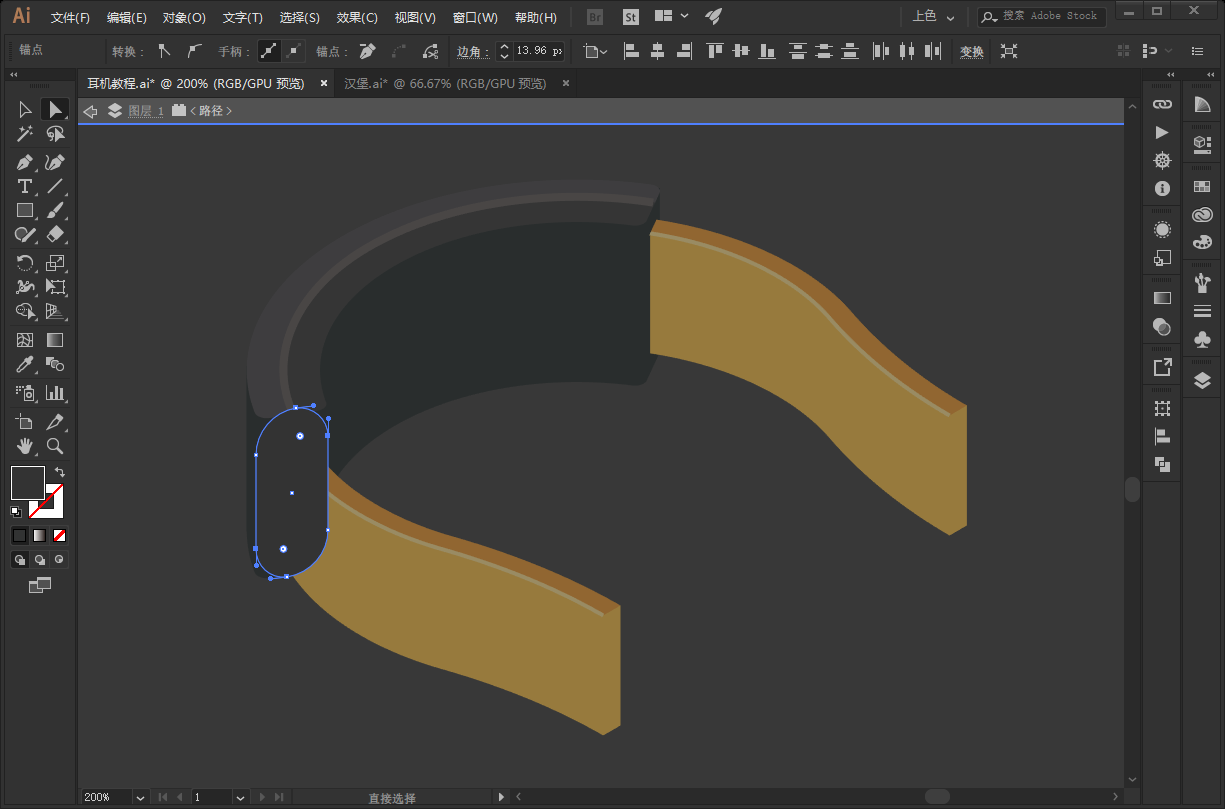 Ai 文件(F) 编辑(E) 对象(O) 文字(T) 选择(S) 效果(C) 视图(V) 窗口(W) 帮助(H) Br St 上色 搜索 Adobe Stock
锚点 转换： 手柄： 锚点： 边角： 13.96 px 变换
耳机教程.ai* @ 200% (RGB/GPU 预览) × 汉堡.ai* @ 66.67% (RGB/GPU 预览) ×
图层 1 <路径>
200% 1 直接选择